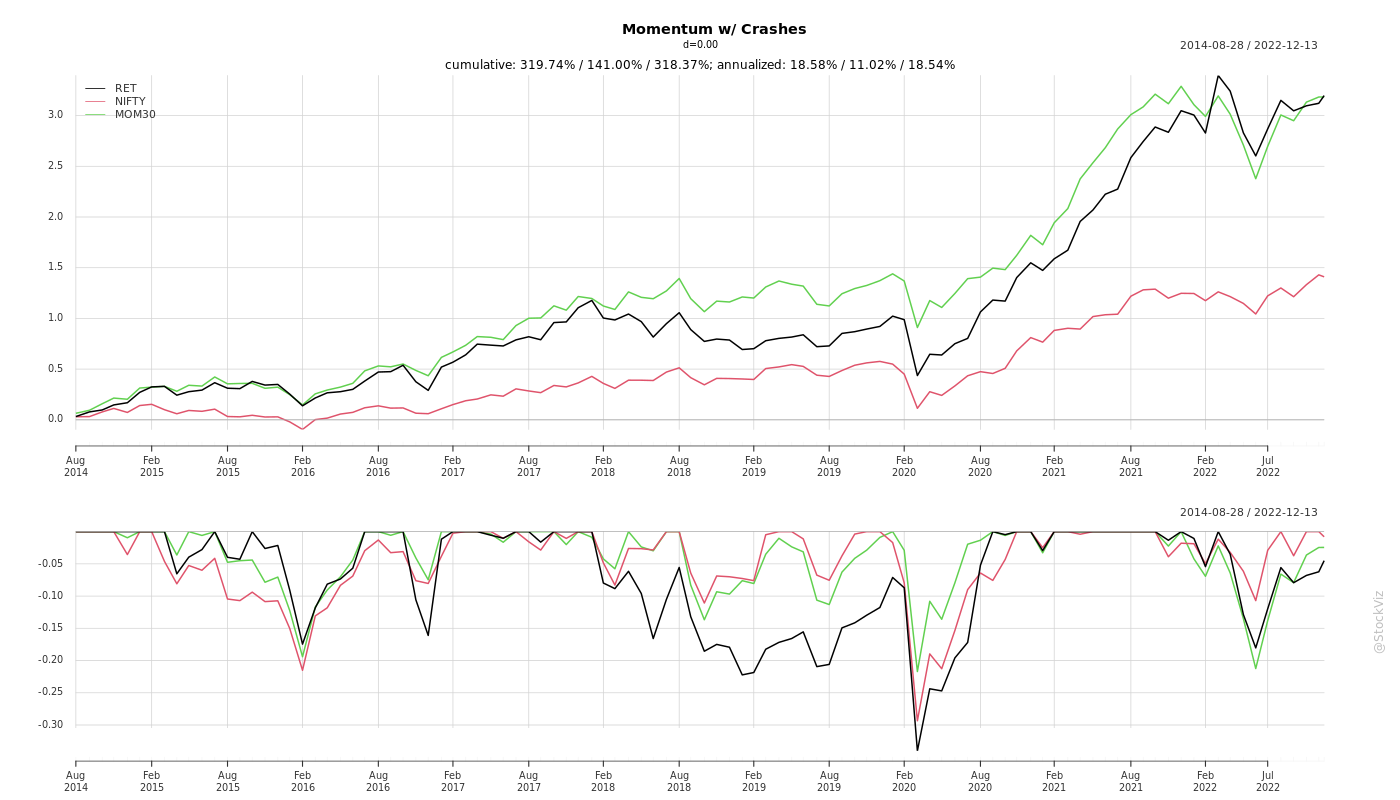 Momentum w/ Crashes
d=0.00
2014-08-28 / 2022-12-13
cumulative: 319.74% / 141.00% / 318.37%; annualized: 18.58% / 11.02% / 18.54%
RET
NIFTY
MOM30
3.0
2.5
2.0
1.5
1.0
0.5
0.0
Aug Feb Aug Feb Aug Feb Aug Feb Aug Feb Aug Feb Aug Feb Aug Feb Jul
2014 2015 2015 2016 2016 2017 2017 2018 2018 2019 2019 2020 2020 2021 2021 2022 2022
2014-08-28 / 2022-12-13
-0.05
-0.10
-0.15
-0.20
-0.25
-0.30
Aug Feb Aug Feb Aug Feb Aug Feb Aug Feb Aug Feb Aug Feb Aug Feb Jul
2014 2015 2015 2016 2016 2017 2017 2018 2018 2019 2019 2020 2020 2021 2021 2022 2022
@StockViz